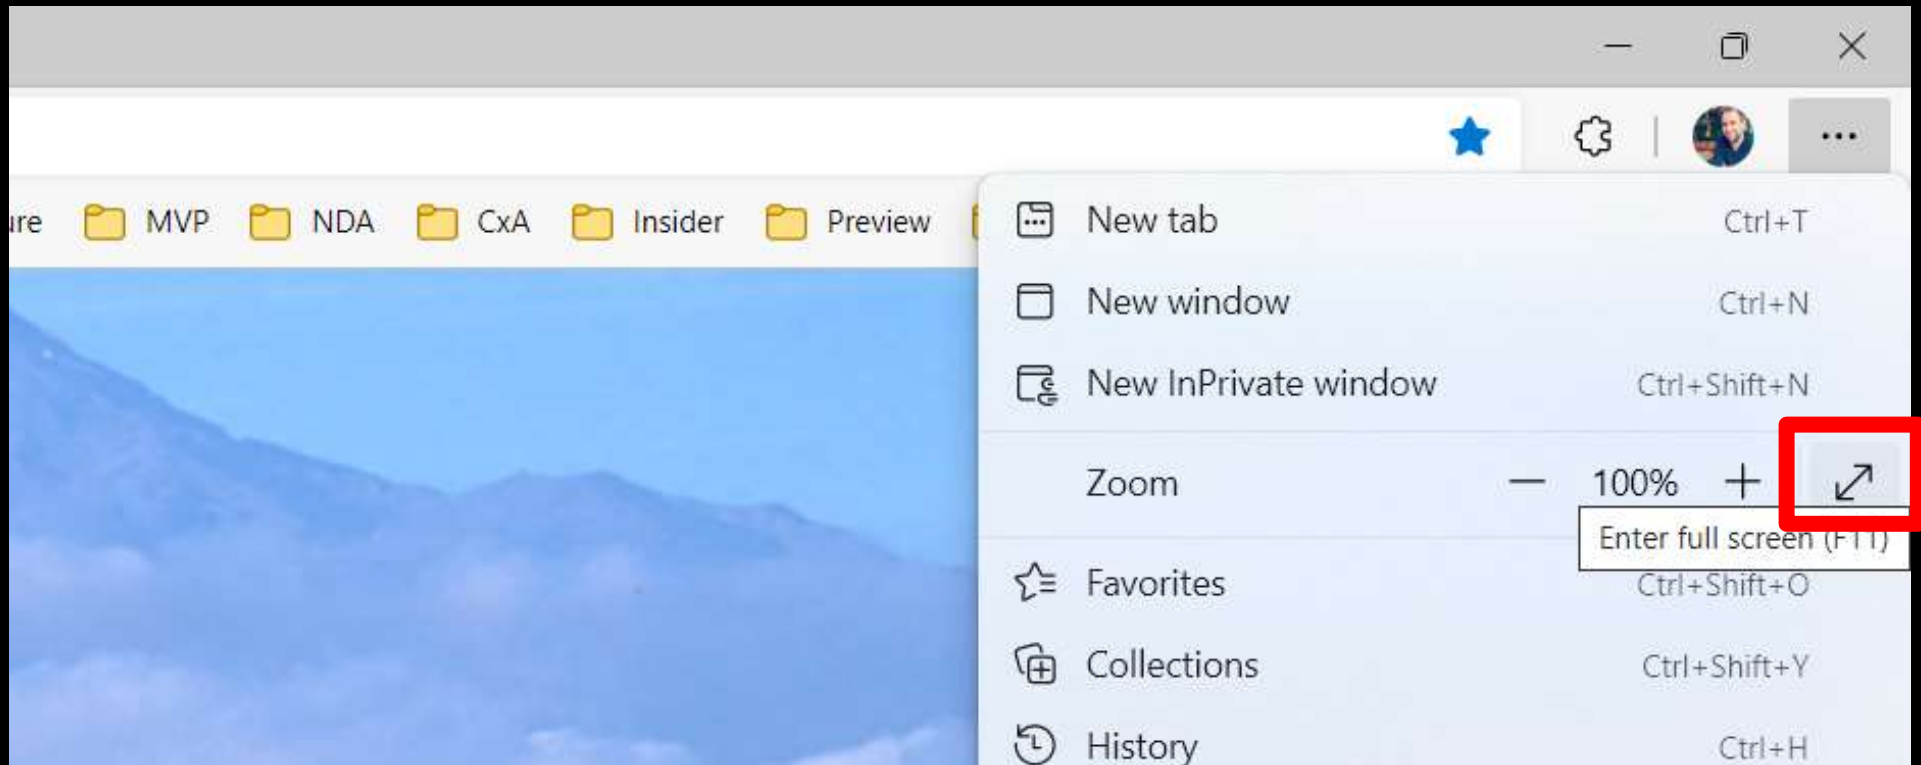 ure MVP NDA CxA Insider Preview
New tab Ctrl+T
New window Ctrl+N
New InPrivate window Ctrl+Shift+N
Zoom — 100% +
Enter full screen (F11)
Favorites Ctrl+Shift+O
Collections Ctrl+Shift+Y
History Ctrl+H